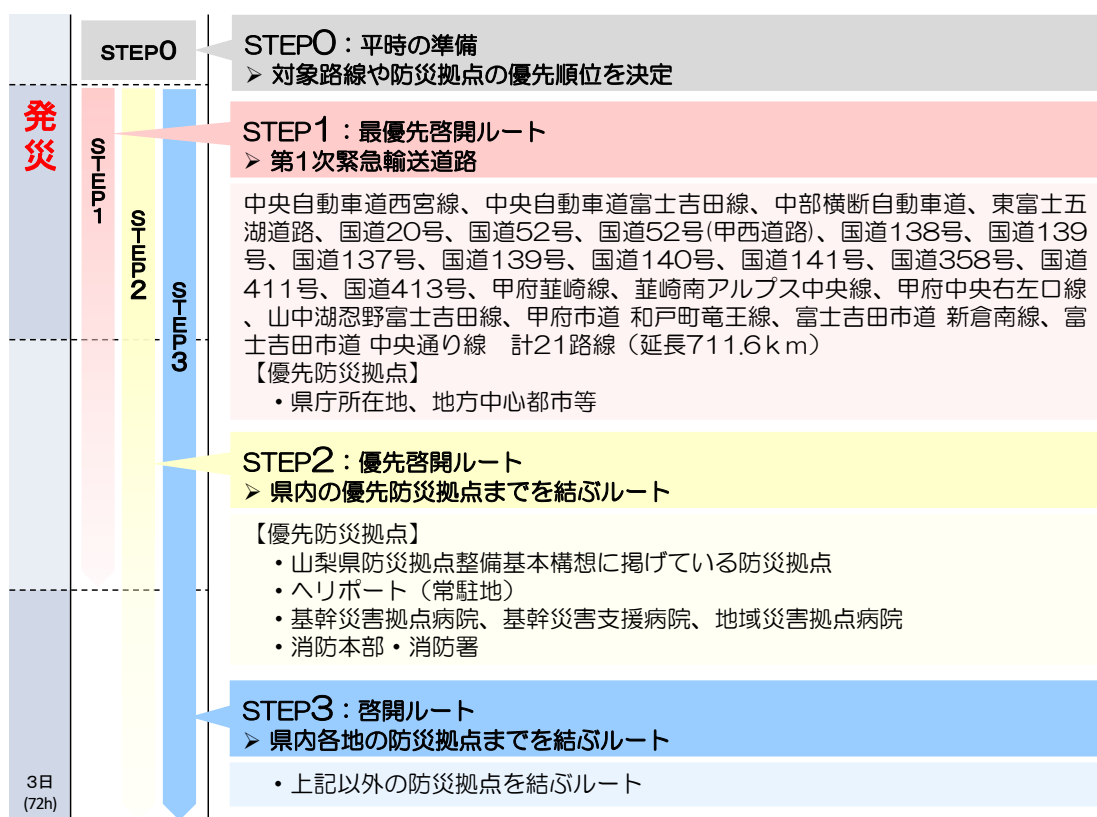 STEP0
STEP0：平時の準備
➢ 対象路線や防災拠点の優先順位を決定
発災
STEP1
STEP2
STEP3
STEP1：最優先啓開ルート
➢ 第1次緊急輸送道路
中央自動車道西宮線、中央自動車道富士吉田線、中部横断自動車道、東富士五
湖道路、国道20号、国道52号、国道52号(甲西道路)、国道138号、国道139
号、国道137号、国道139号、国道140号、国道141号、国道358号、国道
411号、国道413号、甲府韮崎線、韮崎南アルプス中央線、甲府中央右左口線
、山中湖忍野富士吉田線、甲府市道 和戸町竜王線、富士吉田市道 新倉南線、富
士吉田市道 中央通り線　計21路線（延長711.6ｋｍ）
【優先防災拠点】
・県庁所在地、地方中心都市等
STEP2：優先啓開ルート
➢ 県内の優先防災拠点までを結ぶルート
【優先防災拠点】
・山梨県防災拠点整備基本構想に掲げている防災拠点
・ヘリポート（常駐地）
・基幹災害拠点病院、基幹災害支援病院、地域災害拠点病院
・消防本部・消防署
STEP3：啓開ルート
➢ 県内各地の防災拠点までを結ぶルート
・上記以外の防災拠点を結ぶルート
3日
(72h)